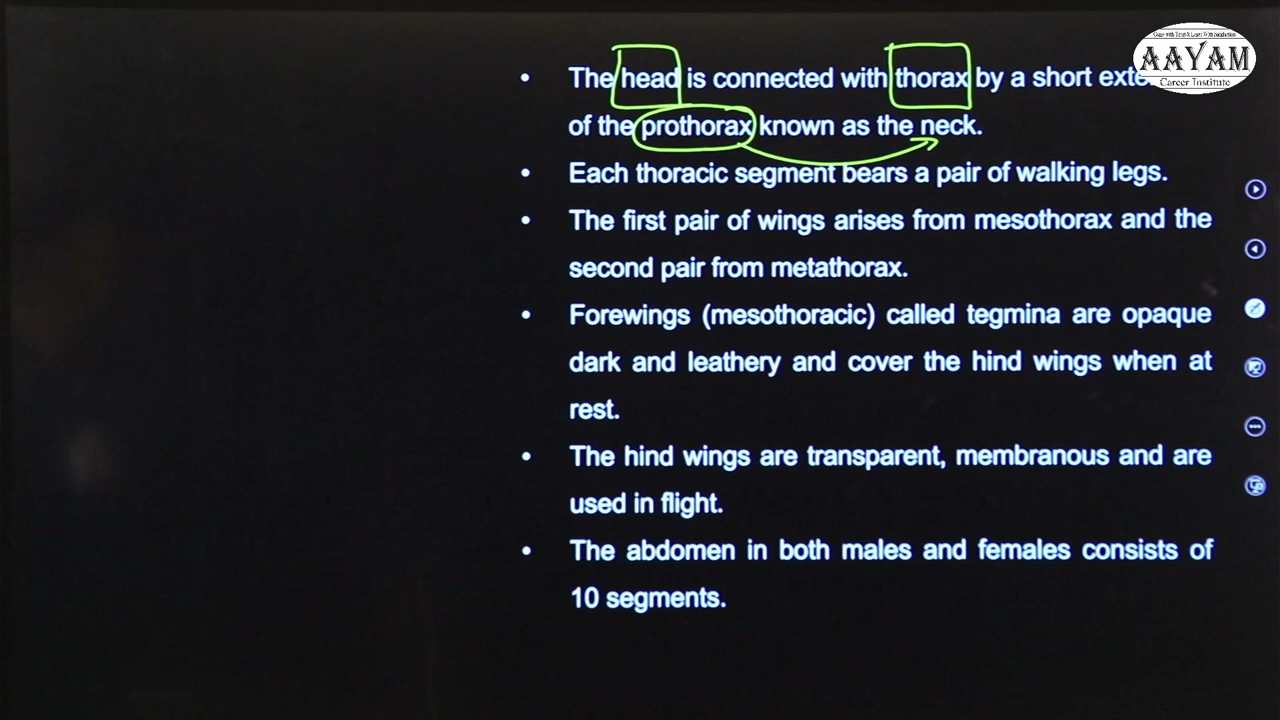 AAYAM
Career Institute
• The head is connected with thorax by a short
of the prothorax known as the neck.
• Each thoracic segment bears a pair of walking legs.
• The first pair of wings arises from mesothorax and the
second pair from metathorax.
• Forewings (mesothoracic) called tegmina are opaque
dark and leathery and cover the hind wings when at
rest.
• The hind wings are transparent, membranous and are
used in flight.
• The abdomen in both males and females consists of
10 segments.